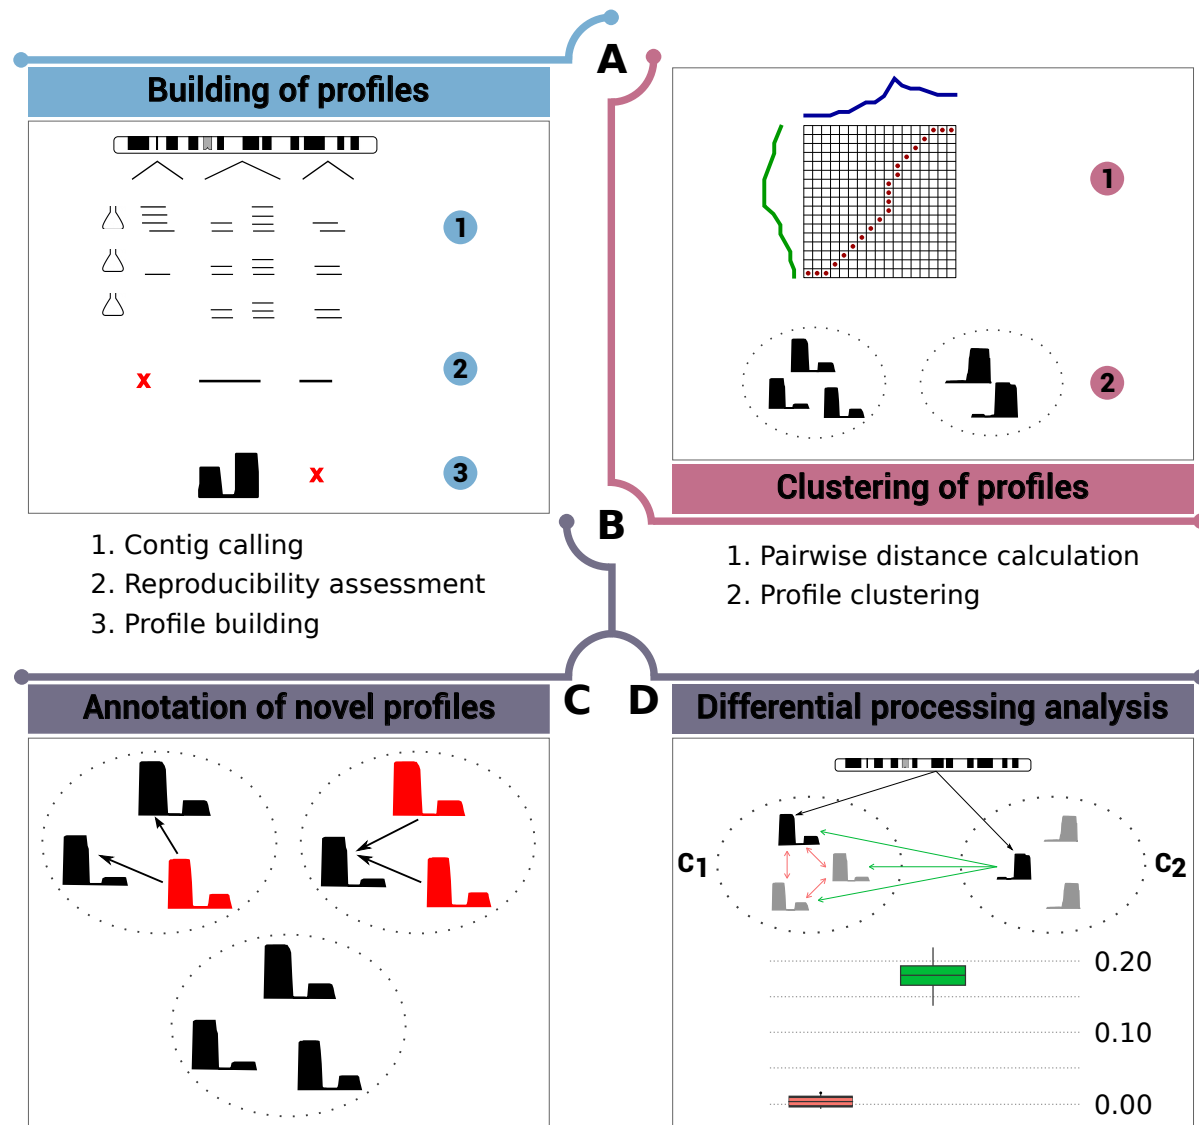 A
Building of profiles
1
2
x
3
x
1. Contig calling
2. Reproducibility assessment
3. Profile building
1
2
Clustering of profiles
B
1. Pairwise distance calculation
2. Profile clustering
Annotation of novel profiles
C
D
Differential processing analysis
C1
C2
0.20
0.10
0.00